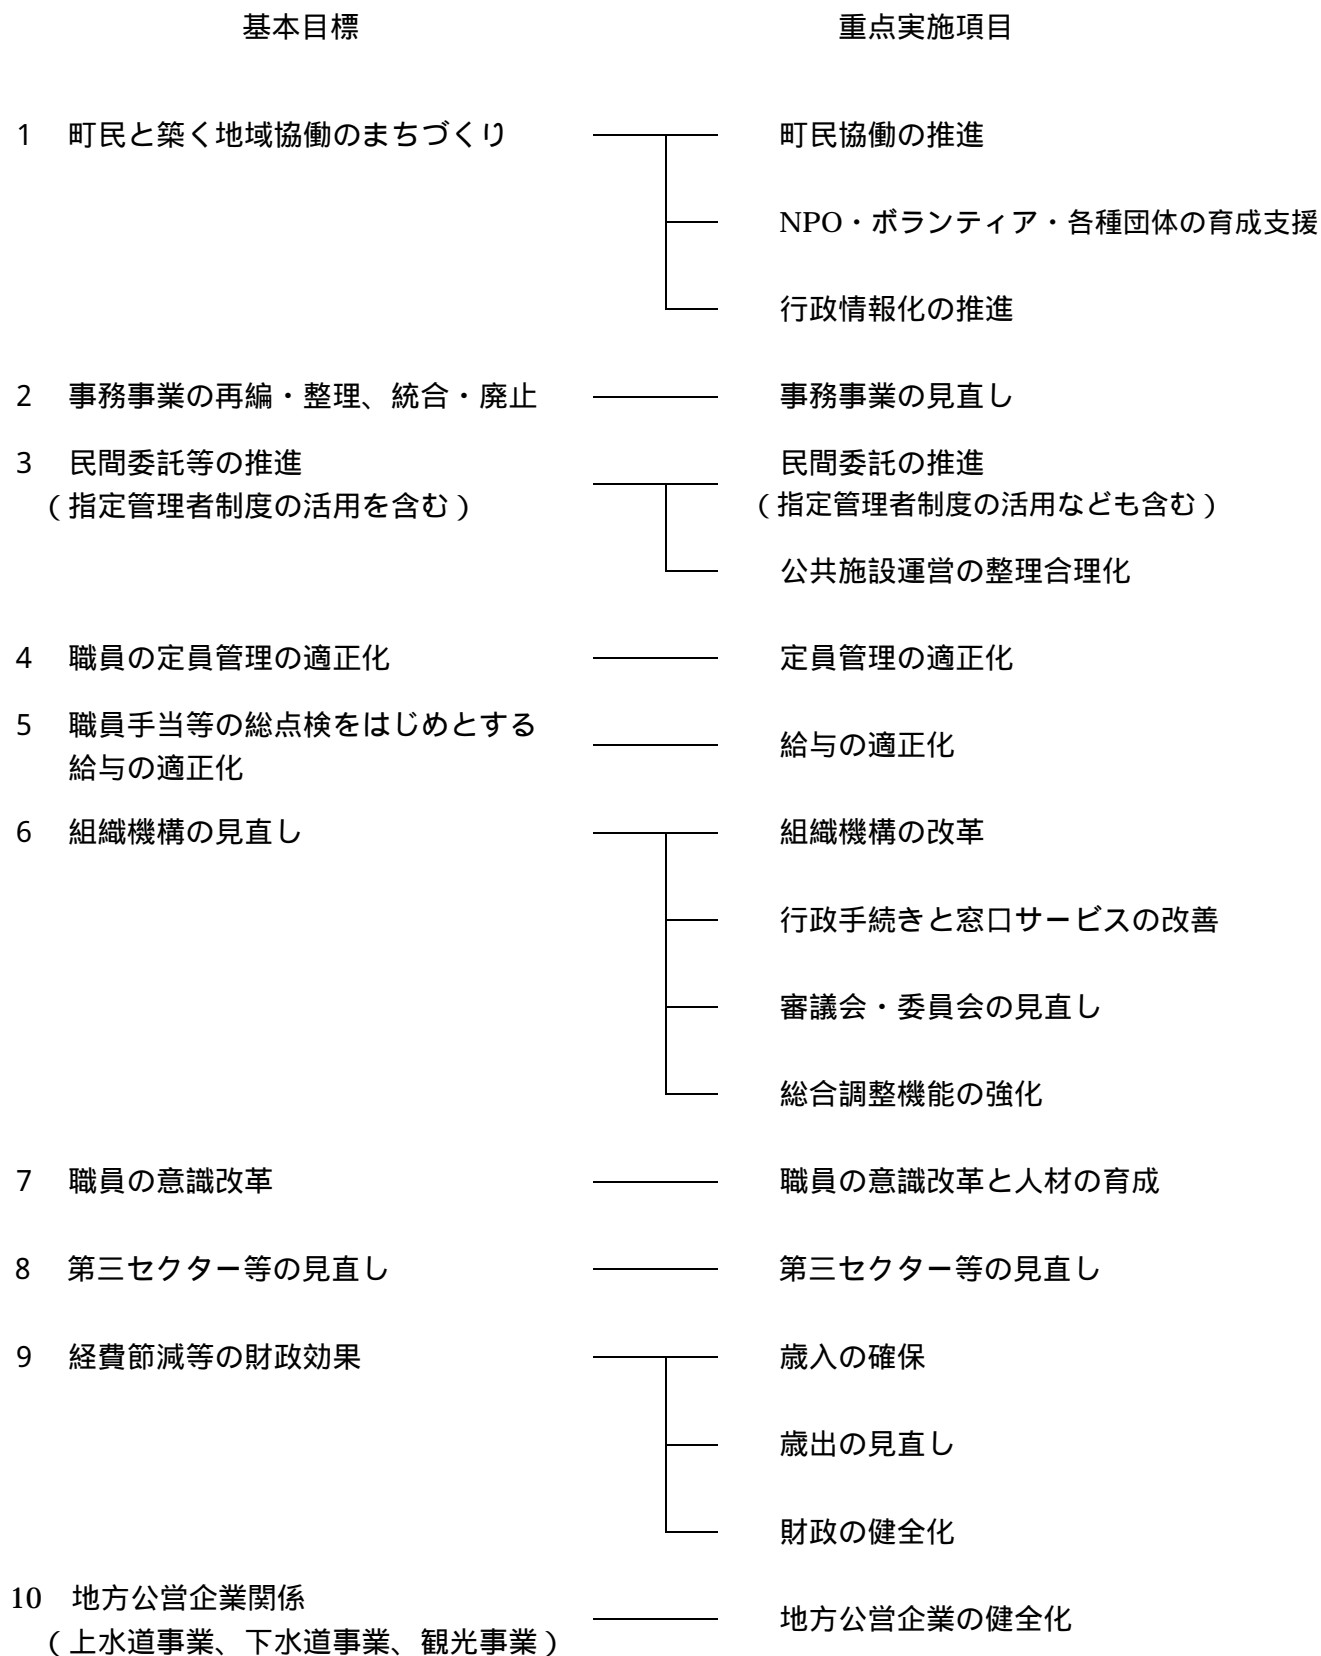 基本目標 重点実施項目
1 町民と築く地域協働のまちづくり 町民協働の推進
NPO・ボランティア・各種団体の育成支援
行政情報化の推進
2 事務事業の再編・整理、統合・廃止 事務事業の見直し
3 民間委託等の推進 民間委託の推進
(指定管理者制度の活用を含む) (指定管理者制度の活用なども含む)
公共施設運営の整理合理化
4 職員の定員管理の適正化 定員管理の適正化
5 職員手当等の総点検をはじめとする
給与の適正化 給与の適正化
6 組織機構の見直し 組織機構の改革
行政手続きと窓口サービスの改善
審議会・委員会の見直し
総合調整機能の強化
7 職員の意識改革 職員の意識改革と人材の育成
8 第三セクター等の見直し 第三セクター等の見直し
9 経費節減等の財政効果 歳入の確保
歳出の見直し
財政の健全化
10 地方公営企業関係 地方公営企業の健全化
(上水道事業、下水道事業、観光事業)